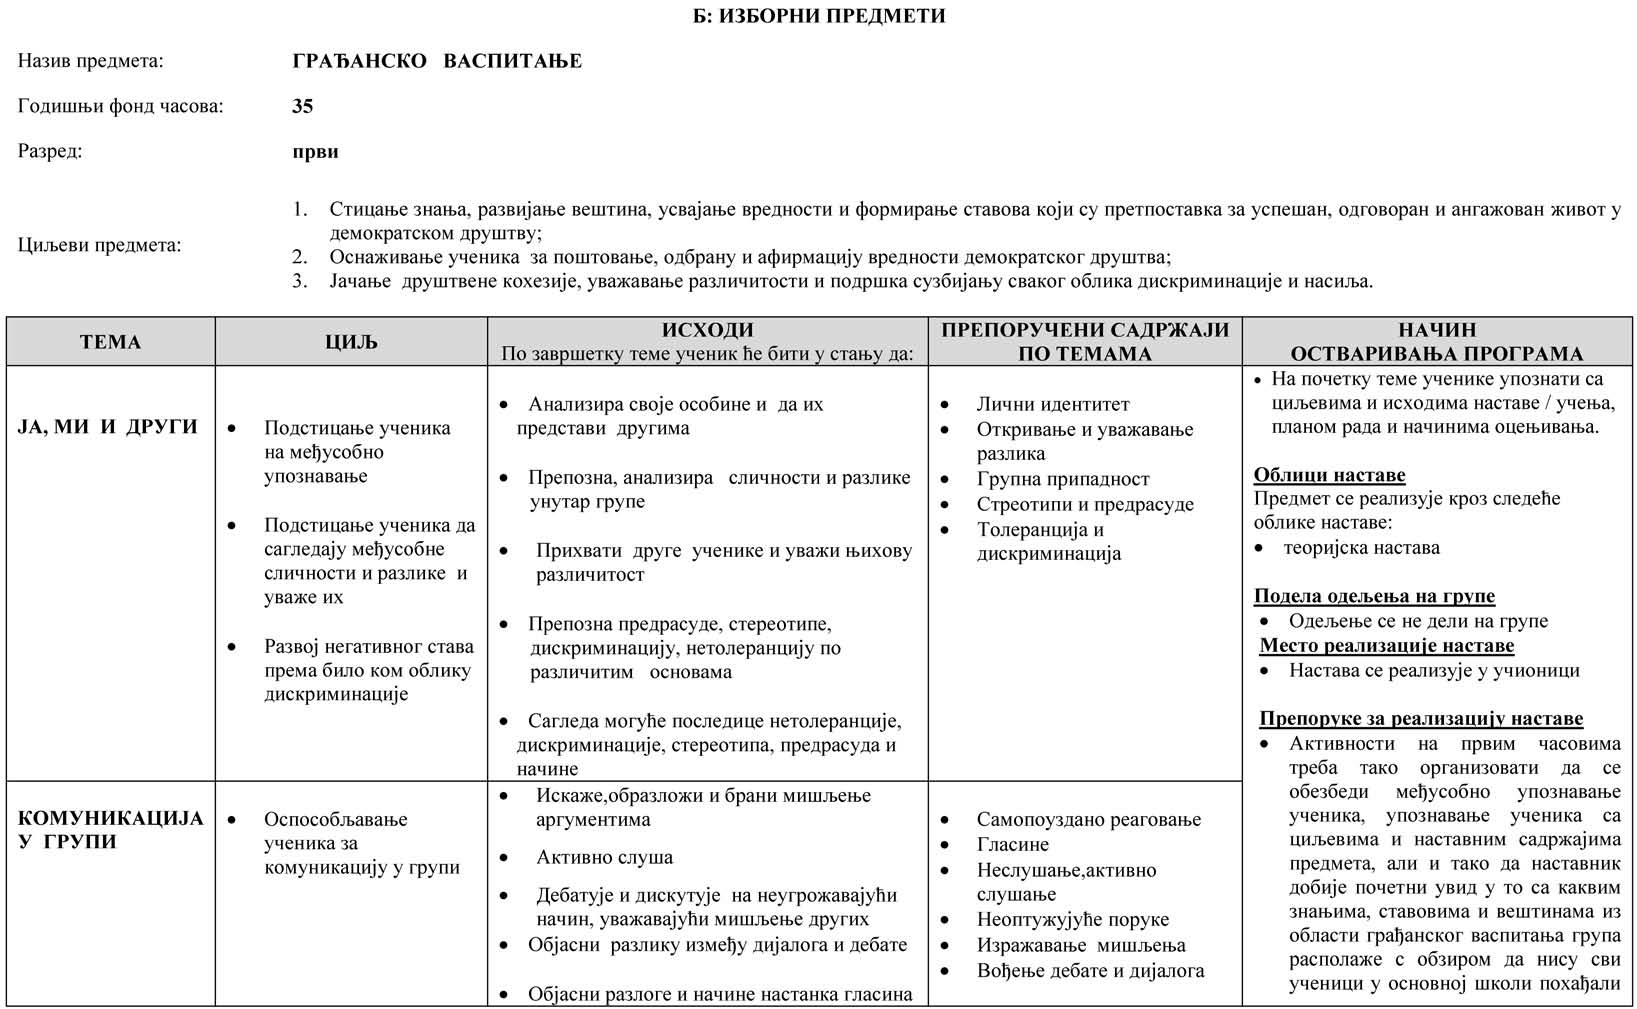 Б: ИЗБОРНИ ПРЕДМЕТИ
Назив предмета: ГРАЂАНСКО ВАСПИТАЊЕ
Годишњи фонд часова: 35
Разред: први
Циљеви предмета:
1. Стицање знања, развијање вештина, усвајање вредности и формирање ставова који су претпоставка за успешан, одговоран и ангажован живот у
демократском друштву;
2. Оснаживање ученика за поштовање, одбрану и афирмацију вредности демократског друштва;
3. Јачање друштвене кохезије, уважавање различитости и подршка сузбијању сваког облика дискриминације и насиља.
ТЕМА
ЦИЉ
ИСХОДИ
По завршетку теме ученик ће бити у стању да:
ПРЕПОРУЧЕНИ САДРЖАЈИ
ПО ТЕМАМА
НАЧИН
ОСТВАРИВАЊА ПРОГРАМА
ЈА, МИ И ДРУГИ
• Подстицање ученика
на међусобно
упознавање
• Подстицање ученика да
сагледају међусобне
сличности и разлике и
уваже их
• Развој негативног става
према било ком облику
дискриминације
• Анализира своје особине и да их
представи другима
• Препозна, анализира сличности и разлике
унутар групе
• Прихвати друге ученике и уважи њихову
различитост
• Препозна предрасуде, стереотипе,
дискриминацију, нетолеранцију по
различитим основама
• Сагледа могуће последице нетолеранције,
дискриминације, стереотипа, предрасуда и
начине
• Лични идентитет
• Откривање и уважавање
разлика
• Групна припадност
• Стреотипи и предрасуде
• Толеранција и
дискриминација
• На почетку теме ученике упознати са
циљевима и исходима наставе / учења,
планом рада и начинима оцењивања.
Облици наставе
Предмет се реализује кроз следеће
облике наставе:
• теоријска настава
Подела одељења на групе
• Одељење се не дели на групе
Место реализације наставе
• Настава се реализује у учионици
Препоруке за реализацију наставе
• Активности на првим часовима
треба тако организовати да се
обезбеди међусобно упознавање
ученика, упознавање ученика са
циљевима и наставним садржајима
предмета, али и тако да наставник
добије почетни увид у то са каквим
знањима, ставовима и вештинама из
области грађанског васпитања група
располаже с обзиром да нису сви
ученици у основној школи похађали
КОМУНИКАЦИЈА
У ГРУПИ
• Оспособљавање
ученика за
комуникацију у групи
• Искаже,образложи и брани мишљење
аргументима
• Активно слуша
• Дебатује и дискутује на неугрожавајући
начин, уважавајући мишљење других
• Објасни разлику између дијалога и дебате
• Објасни разлоге и начине настанка гласина
• Самопоуздано реаговање
• Гласине
• Неслушање,активно
слушање
• Неоптужујуће поруке
• Изражавање мишљења
• Вођење дебате и дијалога